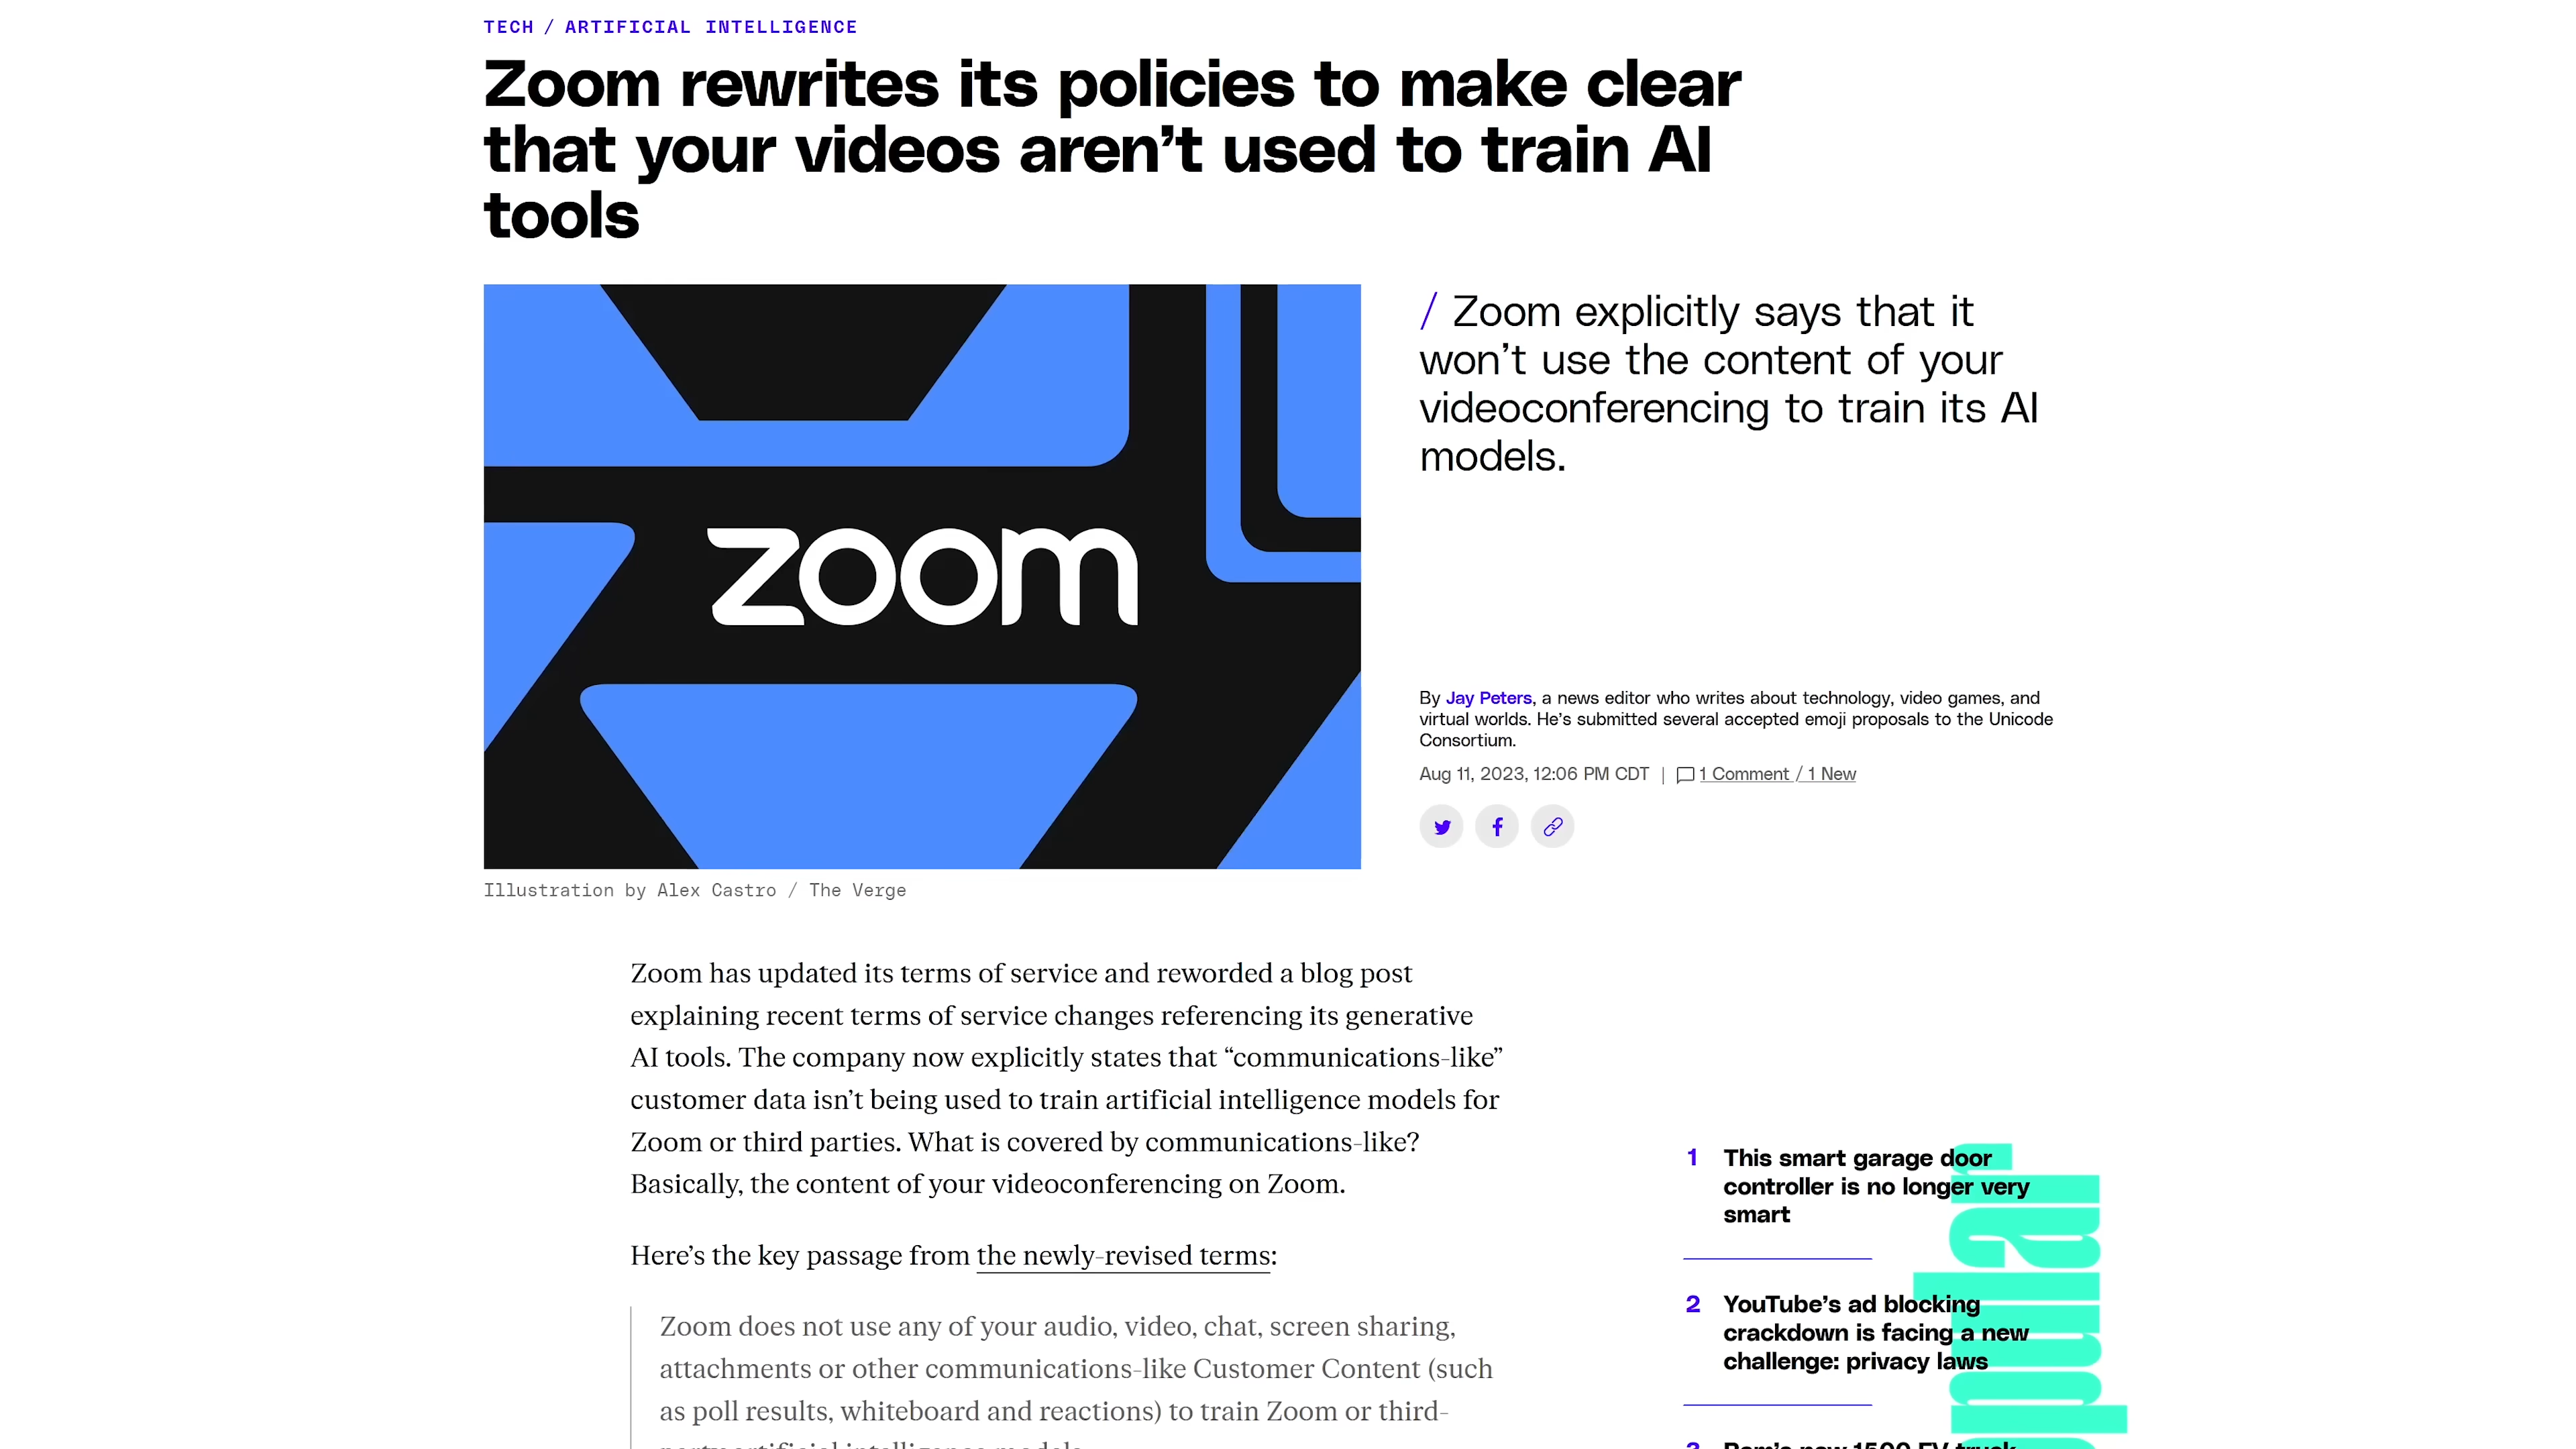 TECH / ARTIFICIAL INTELLIGENCE
Zoom rewrites its policies to make clear
that your videos aren’t used to train AI
tools
zoom
Illustration by Alex Castro / The Verge
/ Zoom explicitly says that it
won’t use the content of your
videoconferencing to train its AI
models.
By Jay Peters, a news editor who writes about technology, video games, and
virtual worlds. He’s submitted several accepted emoji proposals to the Unicode
Consortium.
Aug 11, 2023, 12:06 PM CDT | 1 Comment / 1 New
Zoom has updated its terms of service and reworded a blog post
explaining recent terms of service changes referencing its generative
AI tools. The company now explicitly states that “communications-like”
customer data isn’t being used to train artificial intelligence models for
Zoom or third parties. What is covered by communications-like?
Basically, the content of your videoconferencing on Zoom.
Here’s the key passage from the newly-revised terms:
Zoom does not use any of your audio, video, chat, screen sharing,
attachments or other communications-like Customer Content (such
as poll results, whiteboard and reactions) to train Zoom or third-
party artificial intelligence models.
1 This smart garage door
controller is no longer very
smart
2 YouTube’s ad blocking
crackdown is facing a new
challenge: privacy laws
3 Ram’s new 1500 EV truck